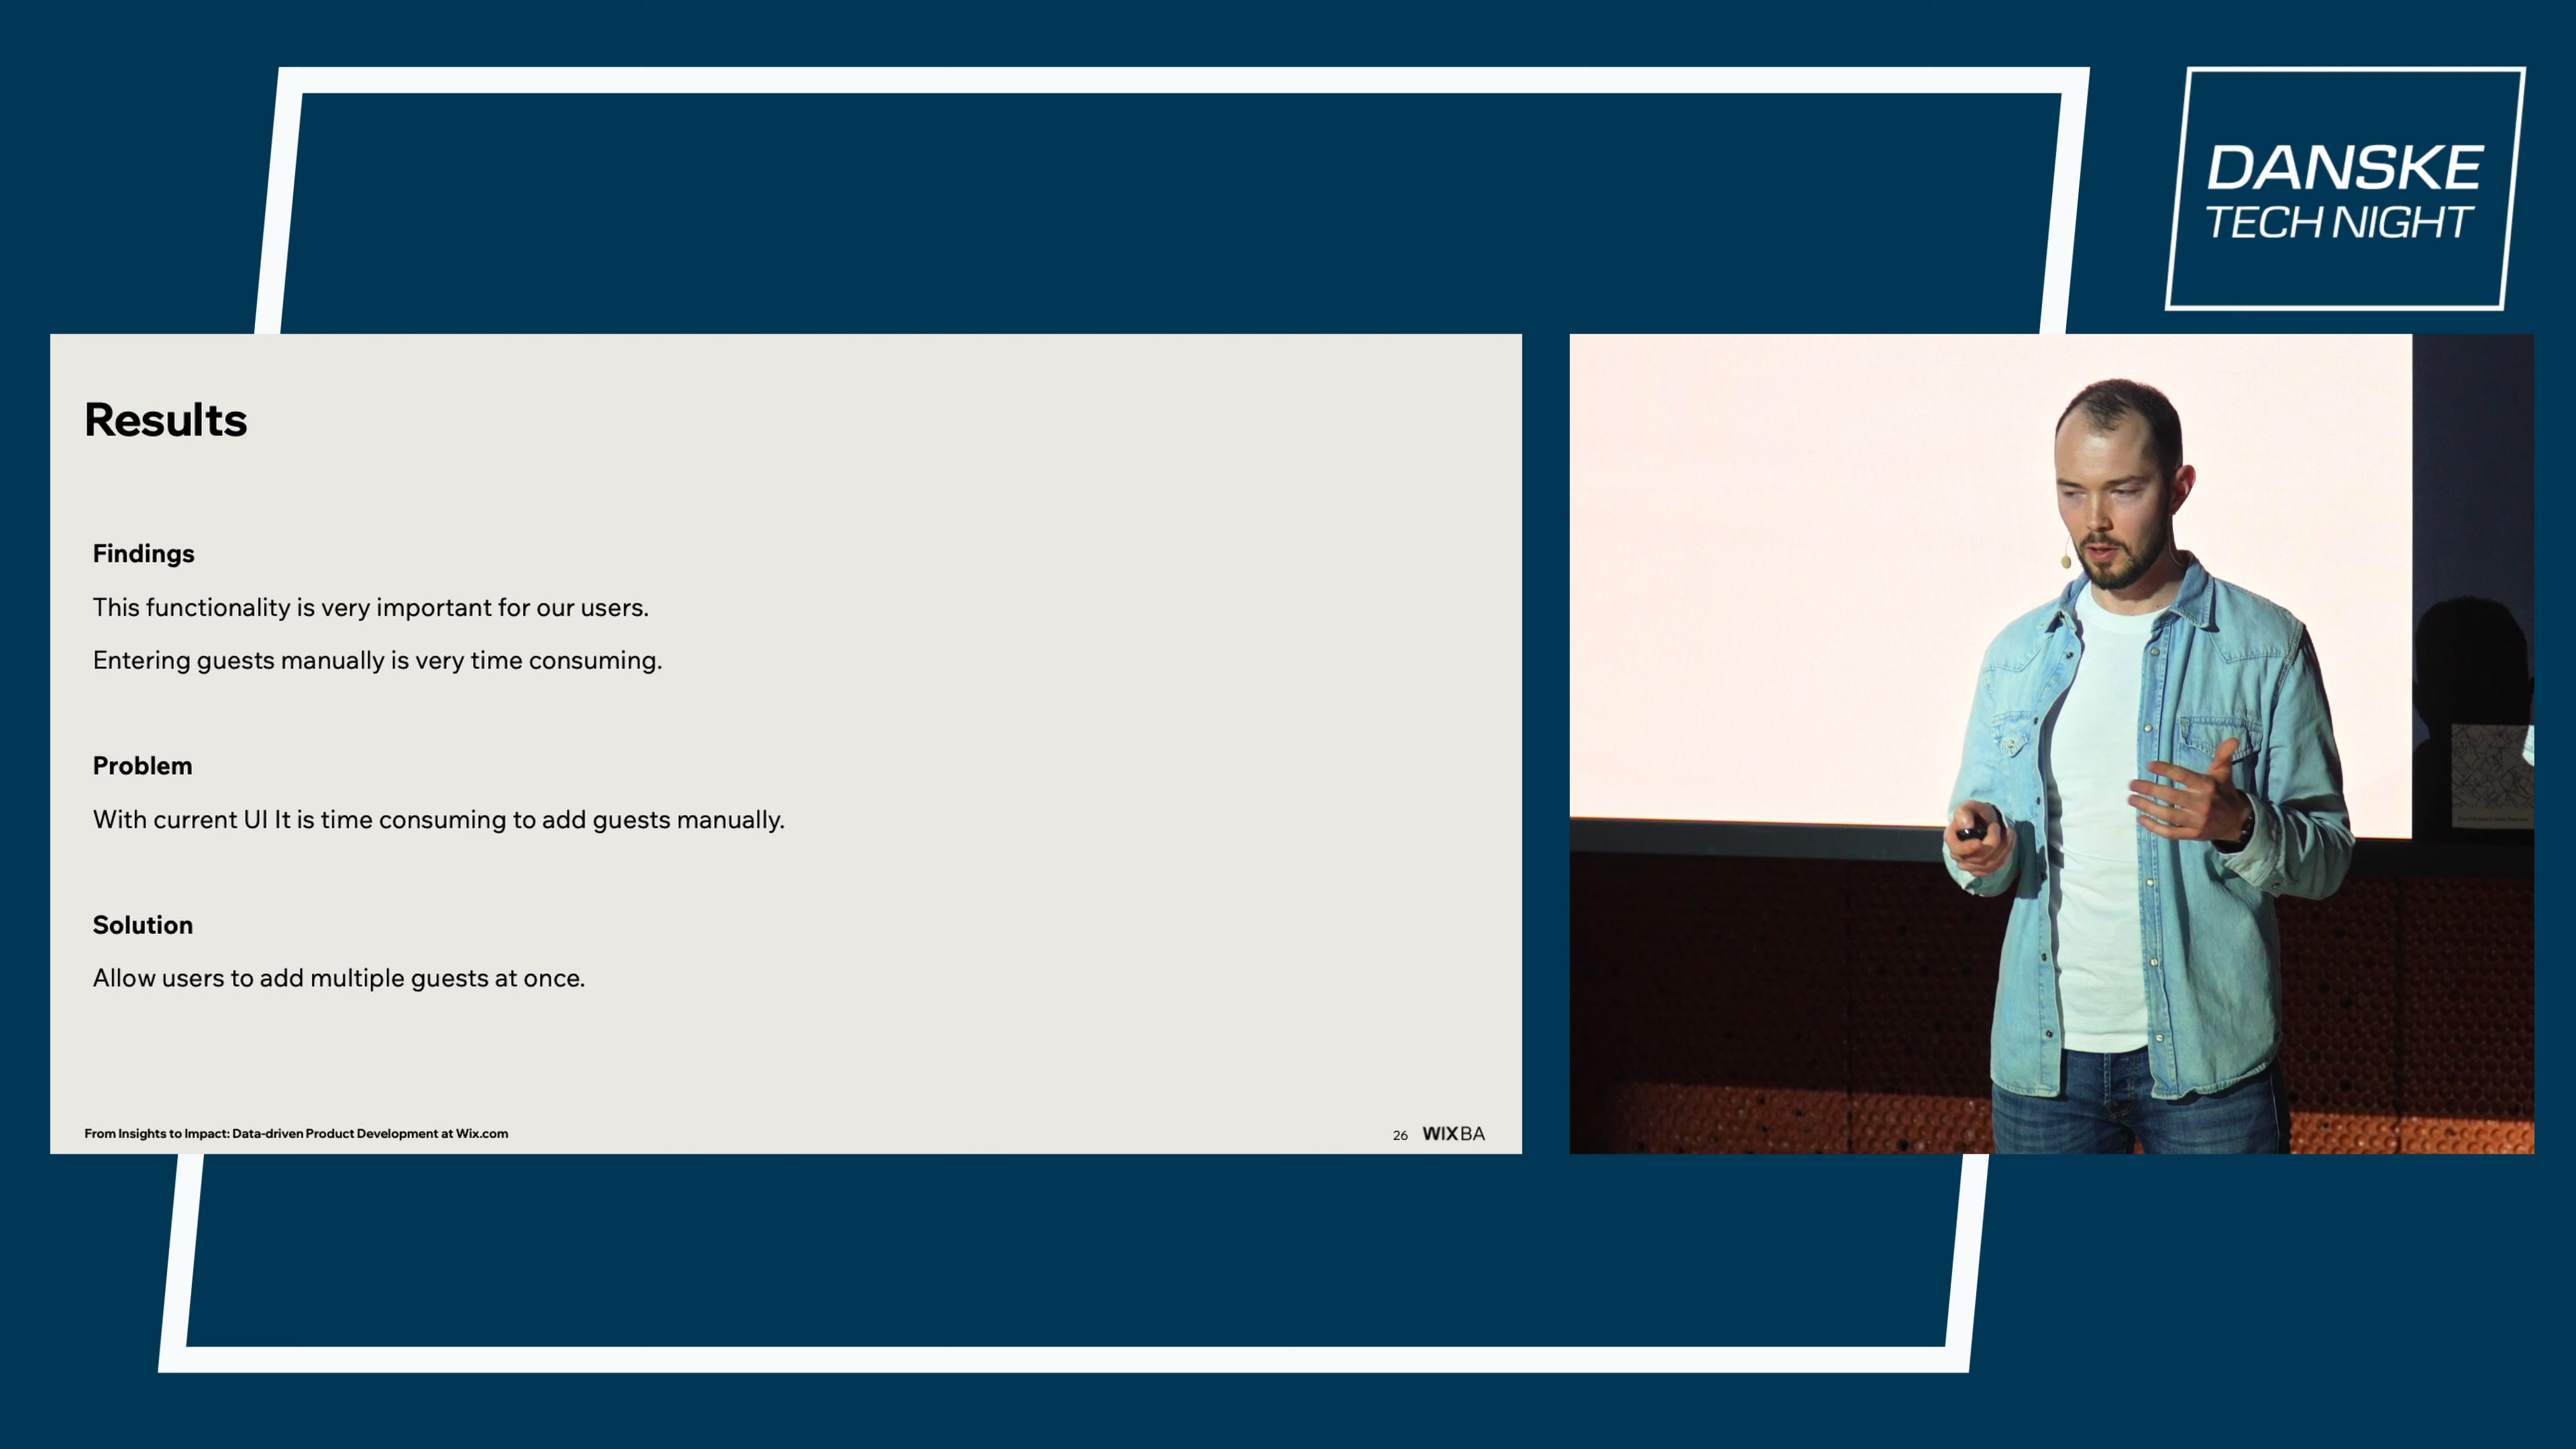 DANSKE
TECH NIGHT
Results
Findings
This functionality is very important for our users.
Entering guests manually is very time consuming.
Problem
With current UI It is time consuming to add guests manually.
Solution
Allow users to add multiple guests at once.
From Insights to Impact: Data-driven Product Development at Wix.com
26 WIXBA